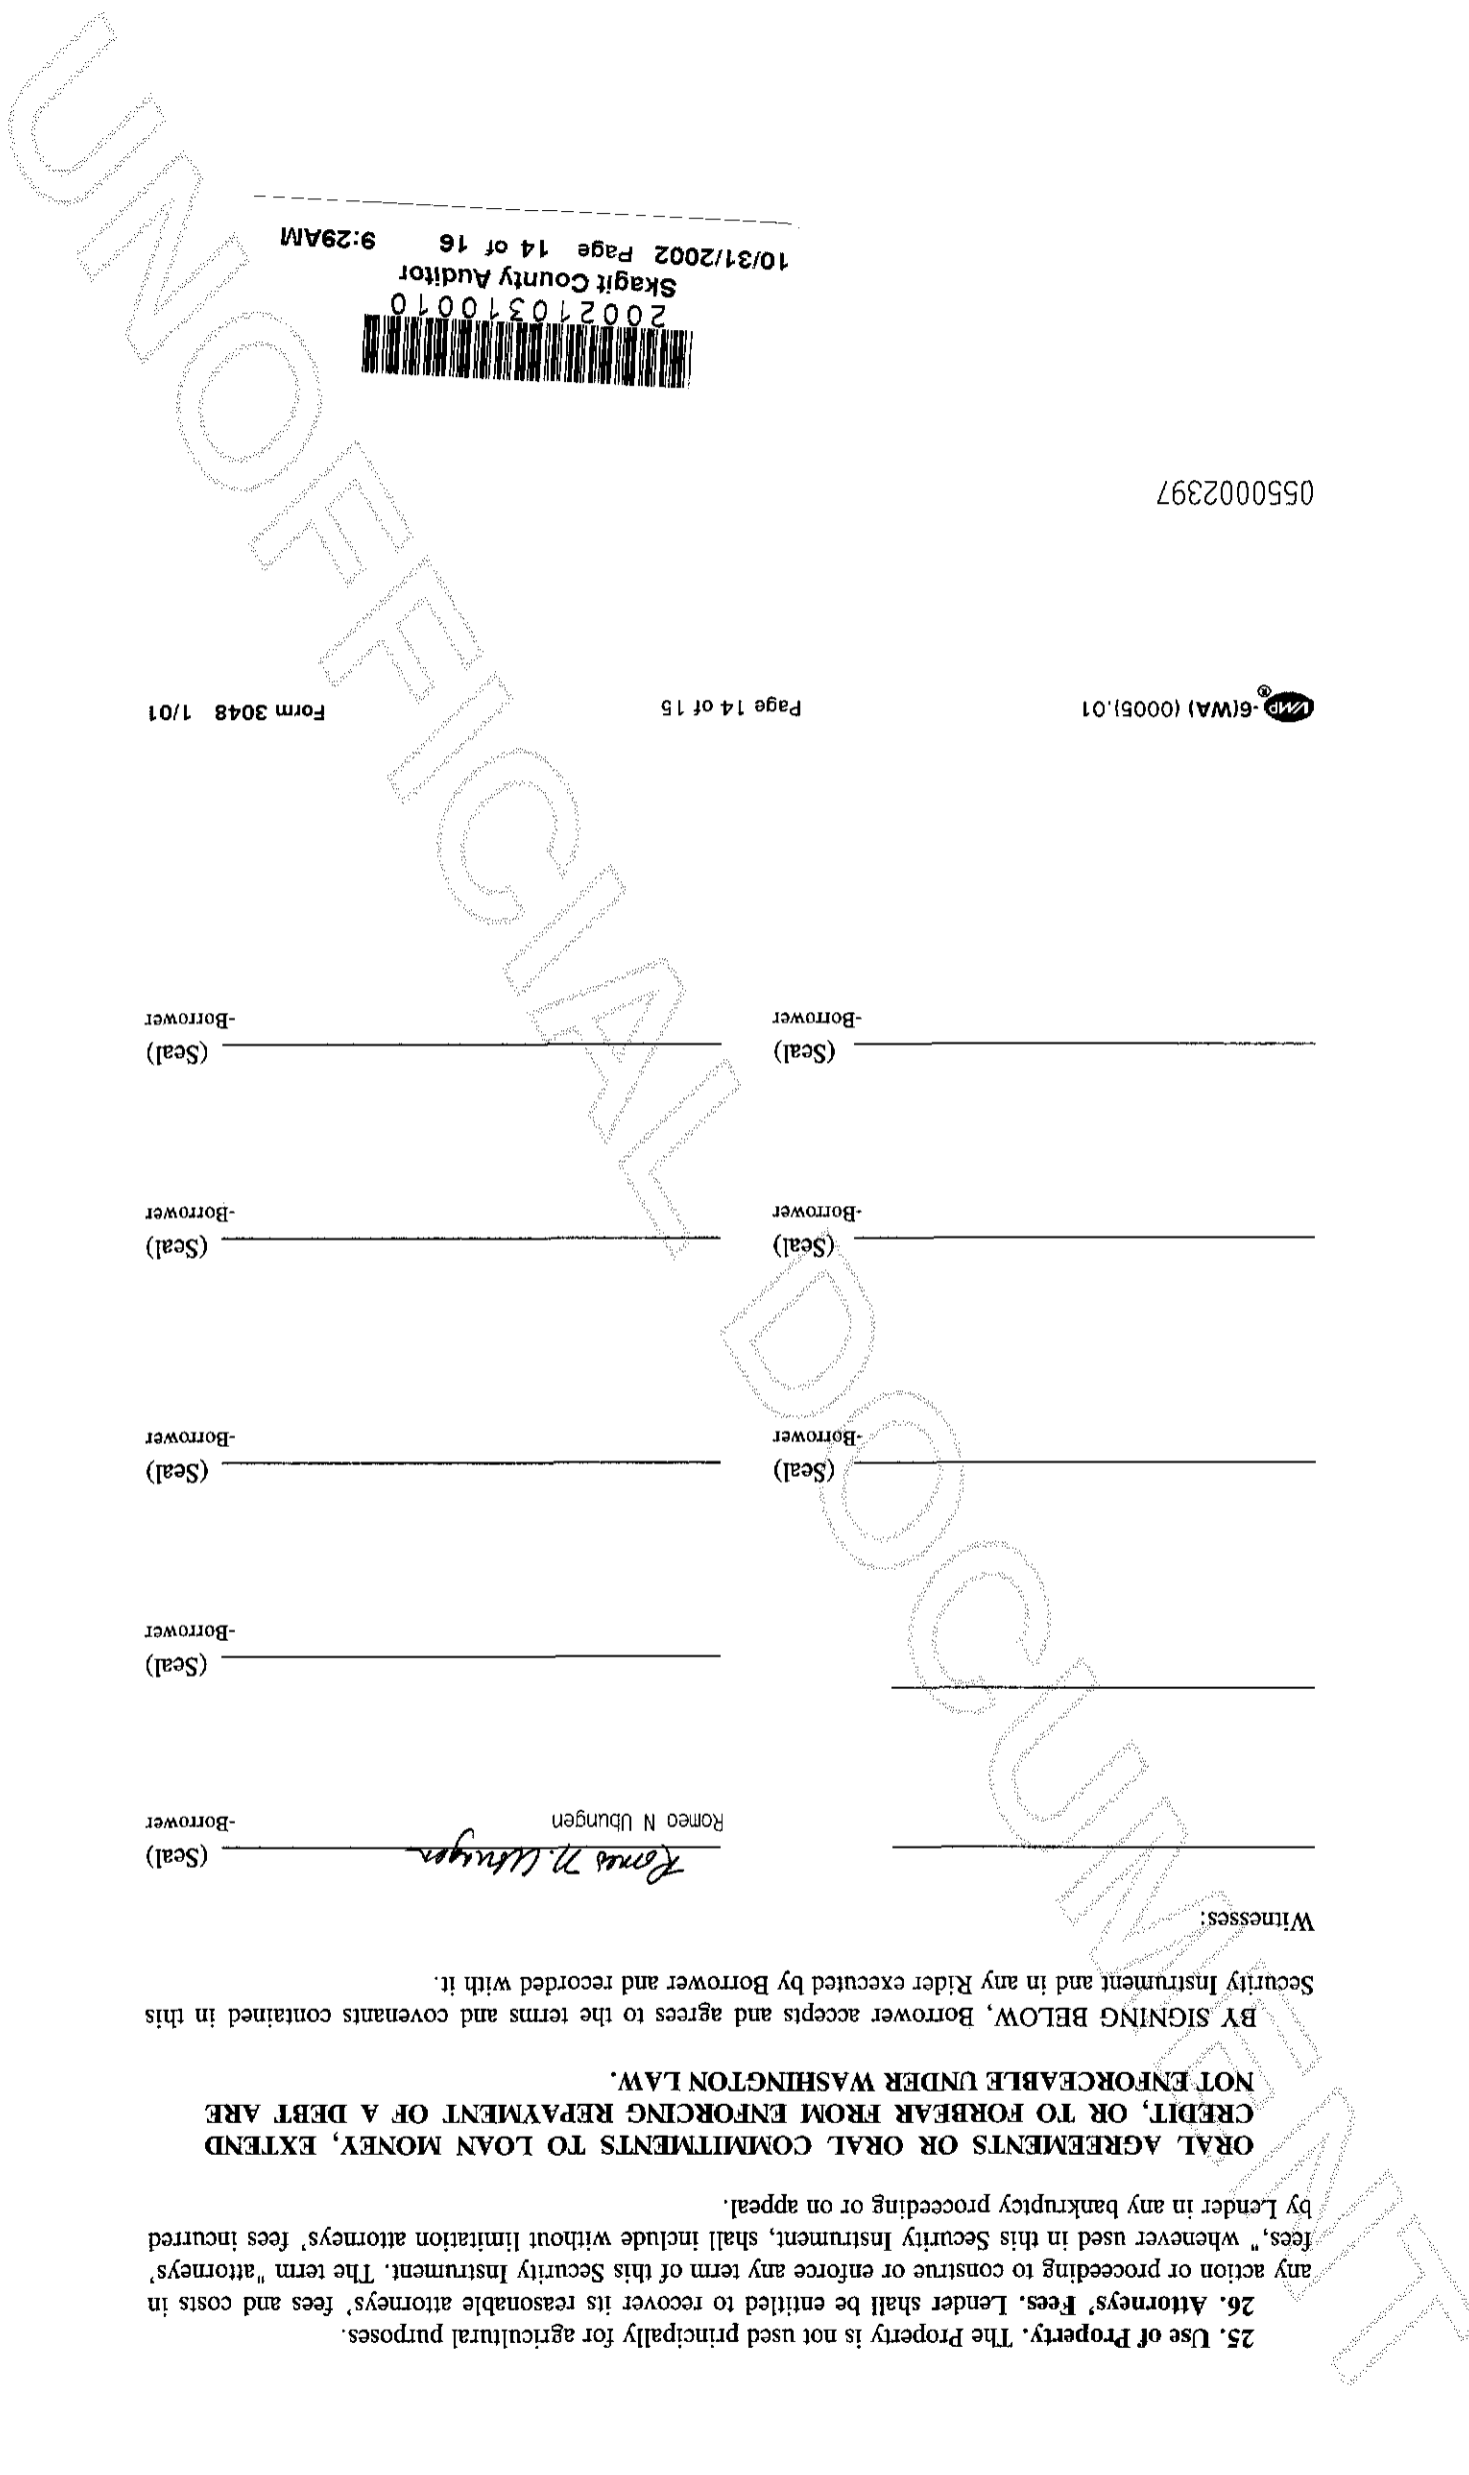 25. Use of Property. The Property is not used principally for agricultural purposes.
26. Attorneys' Fees. Lender shall be entitled to recover its reasonable attorneys' fees and costs in
any action or proceeding to construe or enforce any term of this Security Instrument. The term "attorneys'
fees," whenever used in this Security Instrument, shall include without limitation attorneys' fees incurred
by Lender in any bankruptcy proceeding or on appeal.
ORAL AGREEMENTS OR ORAL COMMITMENTS TO LOAN MONEY, EXTEND
CREDIT, OR TO FORBEAR FROM ENFORCING REPAYMENT OF A DEBT ARE
NOT ENFORCEABLE UNDER WASHINGTON LAW.
BY SIGNING BELOW, Borrower accepts and agrees to the terms and covenants contained in this
Security Instrument and in any Rider executed by Borrower and recorded with it.
Witnesses:
Romeo N. Ubungen (Seal)
Romeo N Ubungen -Borrower
(Seal)
-Borrower
(Seal) (Seal)
-Borrower -Borrower
(Seal) (Seal)
-Borrower -Borrower
(Seal) (Seal)
-Borrower -Borrower
VMP ® -6(WA) (0005).01 Page 14 of 15 Form 3048 1/01
0550002397
200210310010
Skagit County Auditor
10/31/2002 Page 14 of 16 9:29AM
UNOFFICIAL DOCUMENT